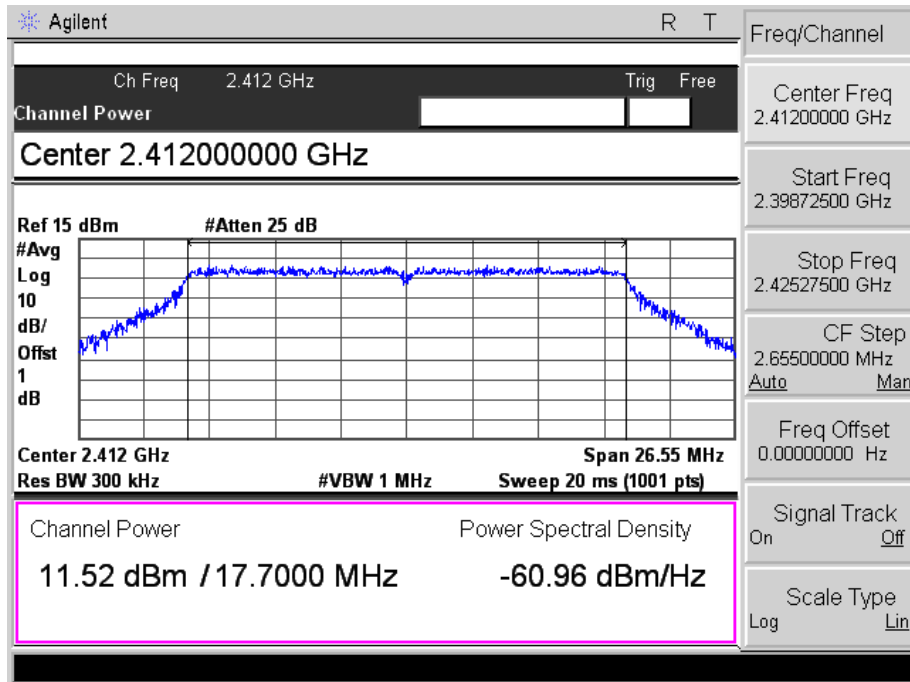 Agilent R T
Ch Freq 2.412 GHz Trig Free
Channel Power
Center 2.412000000 GHz
Ref 15 dBm #Atten 25 dB
#Avg
Log
10
dB/
Offst
1
dB
Center 2.412 GHz Span 26.55 MHz
Res BW 300 kHz #VBW 1 MHz Sweep 20 ms (1001 pts)
Channel Power Power Spectral Density
11.52 dBm / 17.7000 MHz -60.96 dBm/Hz
Freq/Channel
Center Freq
2.41200000 GHz
Start Freq
2.39872500 GHz
Stop Freq
2.42527500 GHz
CF Step
2.65500000 MHz
Auto Man
Freq Offset
0.00000000 Hz
Signal Track
On Off
Scale Type
Log Lin